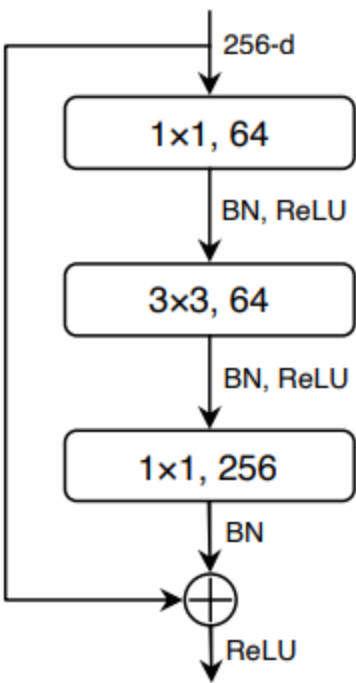 256-d
1×1, 64
BN, ReLU
3×3, 64
BN, ReLU
1×1, 256
BN
ReLU